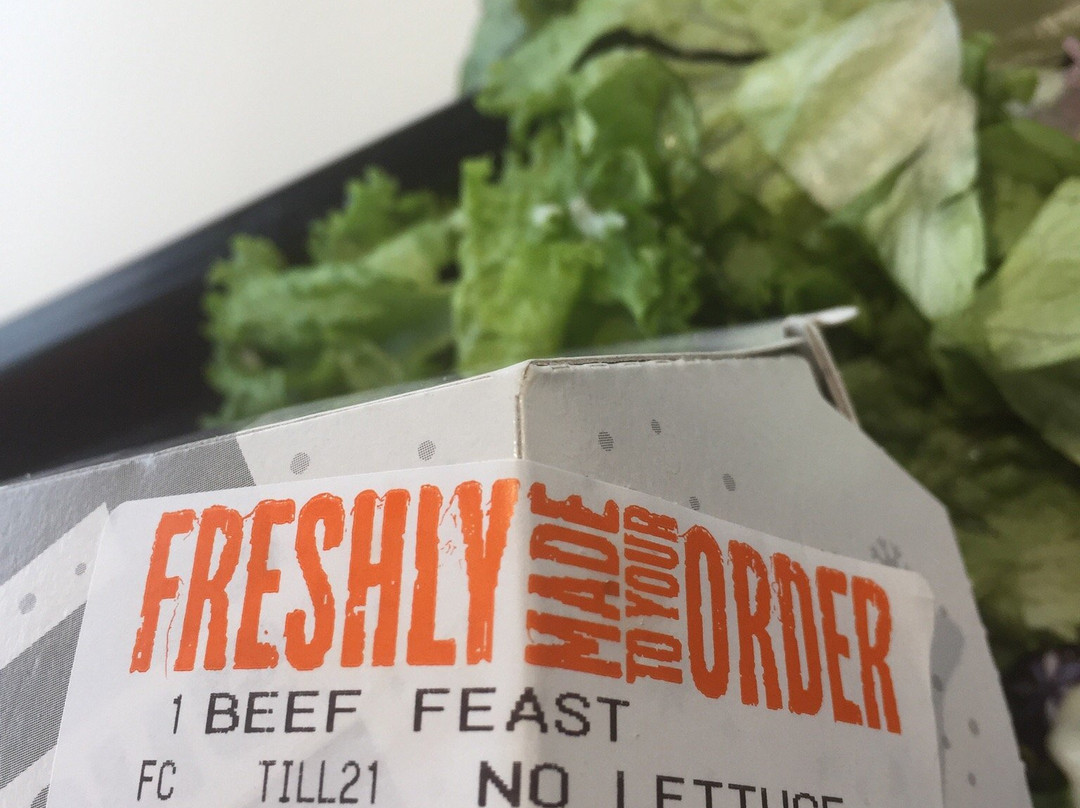 FRESHLY MADE TO YOUR ORDER
1 BEEF FEAST
FC TILL21 NO LETTUCE